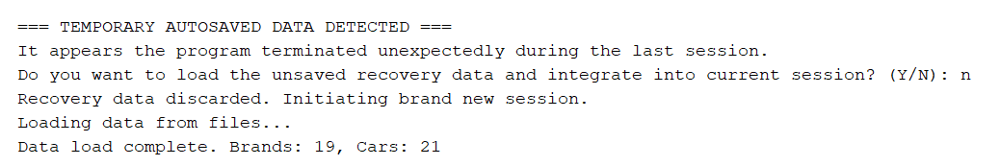 === TEMPORARY AUTOSAVED DATA DETECTED ===
It appears the program terminated unexpectedly during the last session.
Do you want to load the unsaved recovery data and integrate into current session? (Y/N): n
Recovery data discarded. Initiating brand new session.
Loading data from files...
Data load complete. Brands: 19, Cars: 21